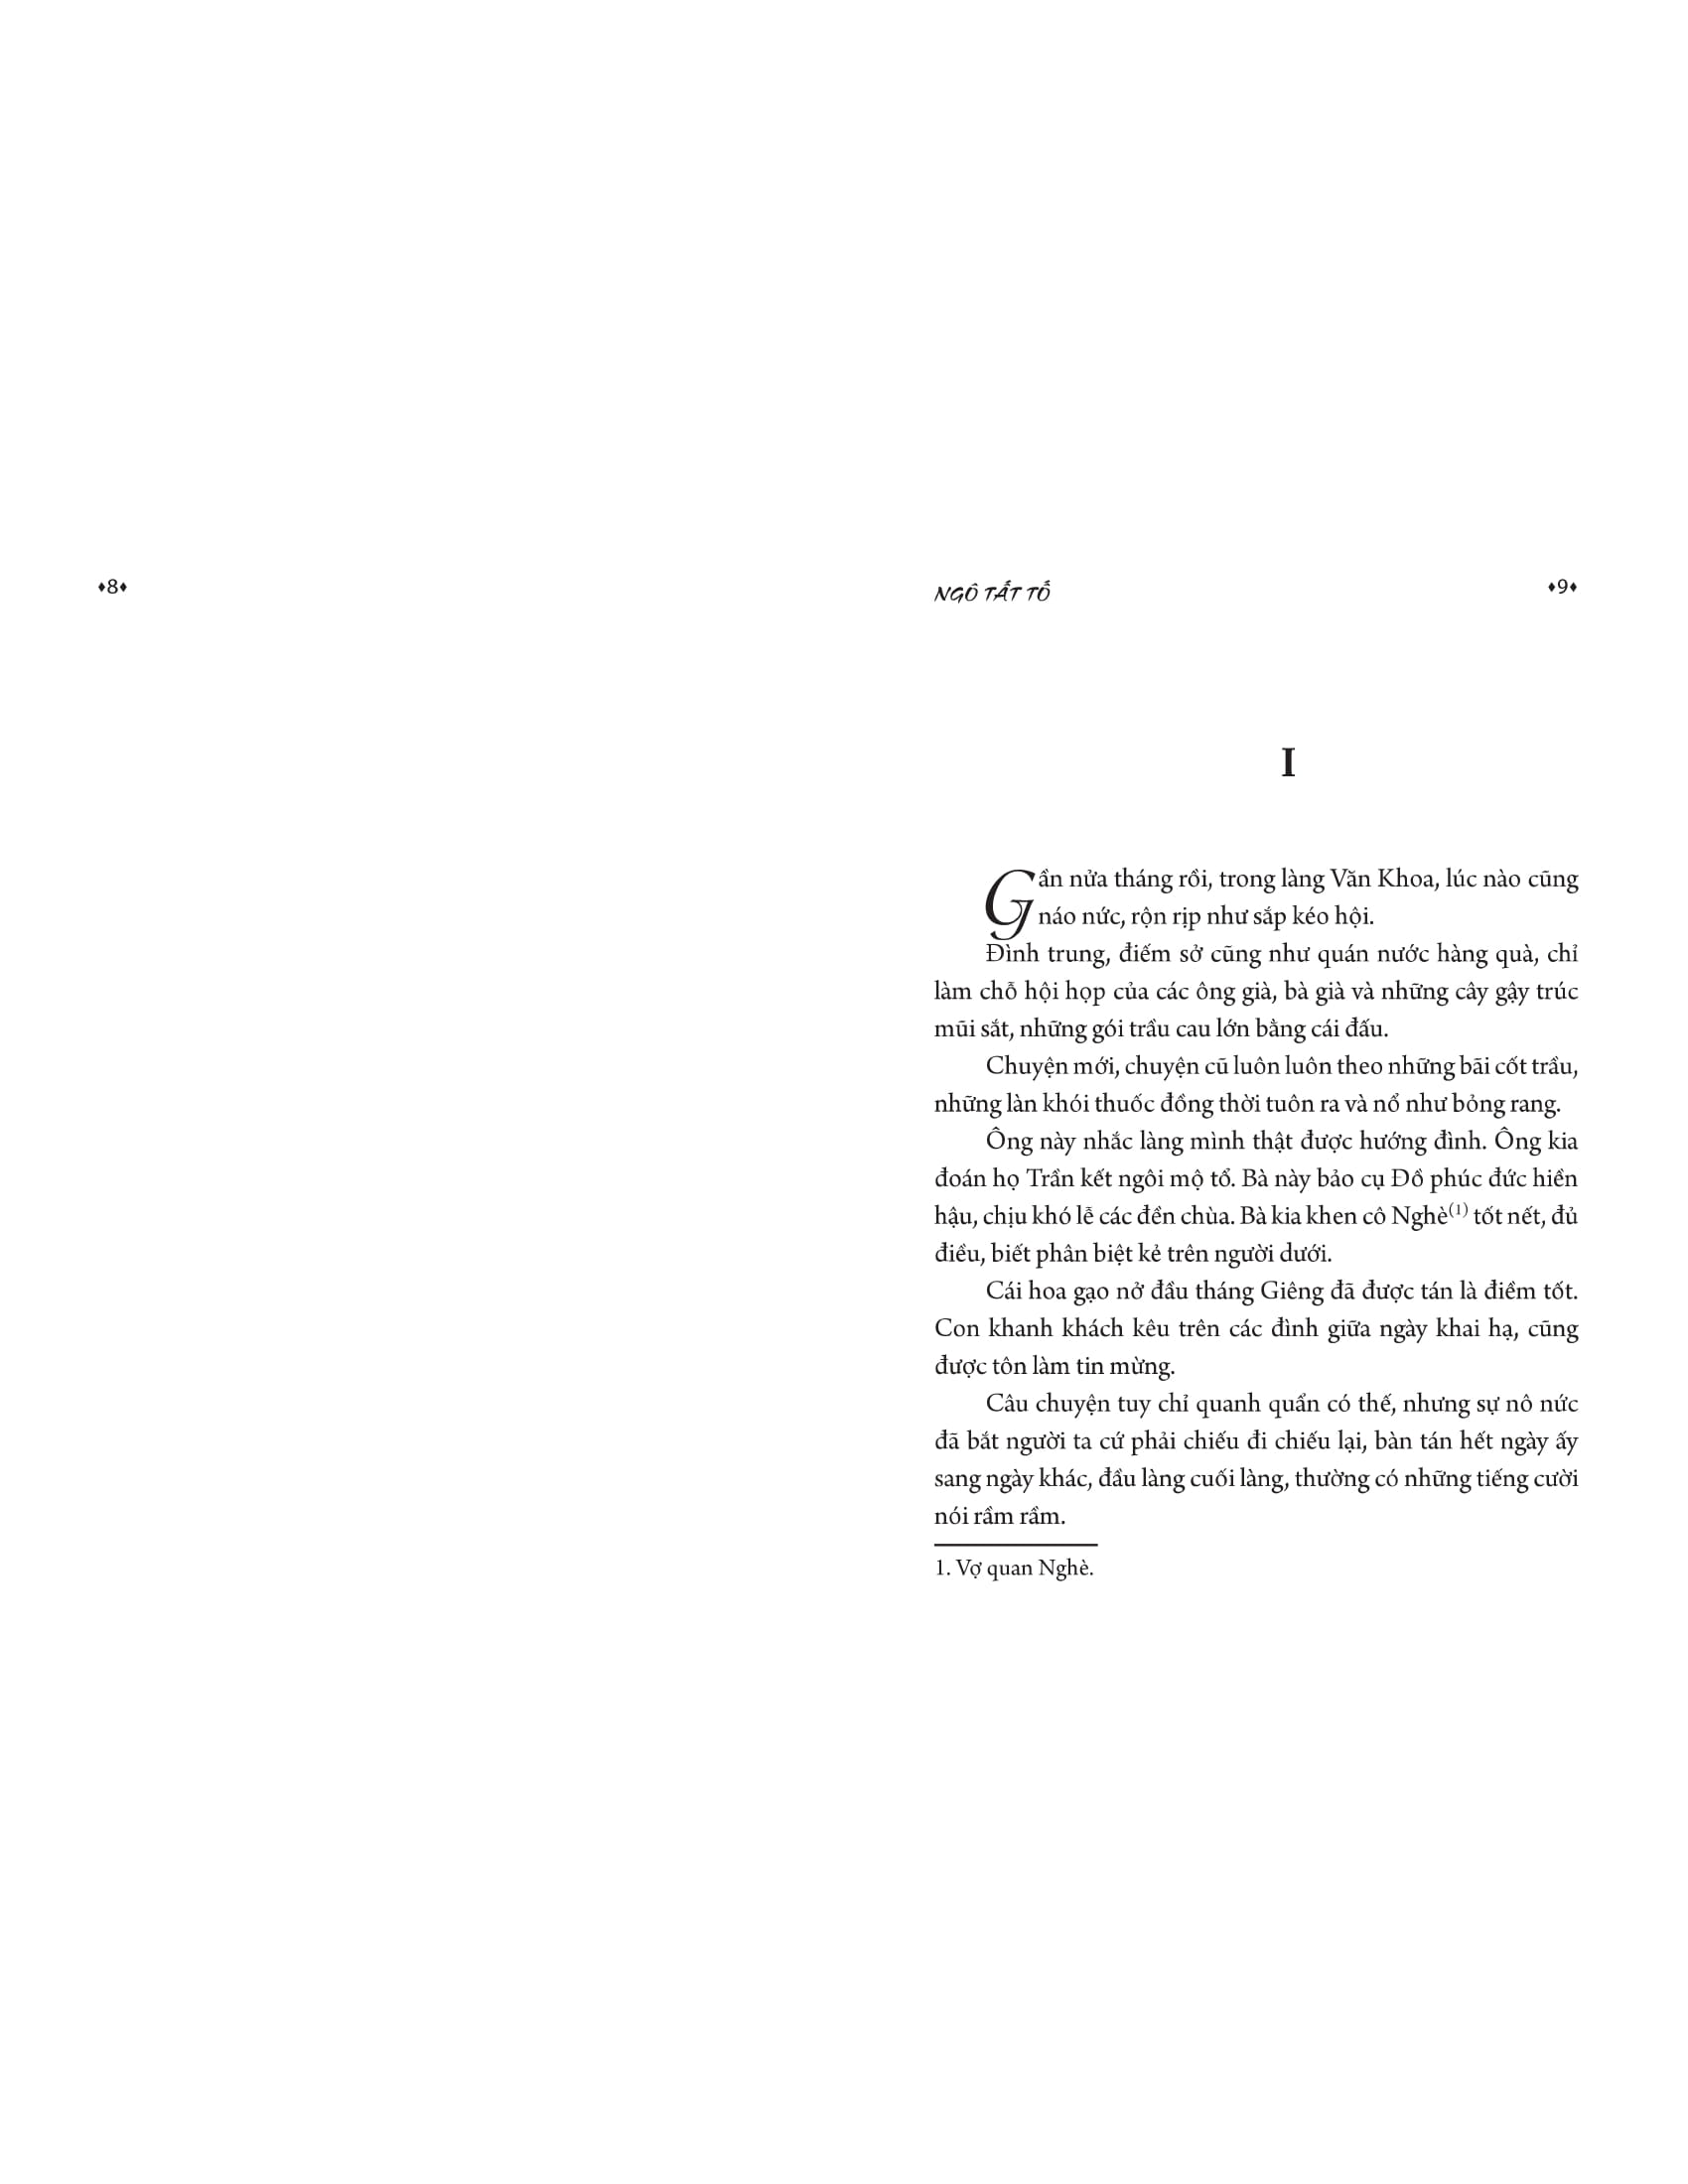 ♦8♦
NGÔ TẤT TỐ
♦9♦
I
Gần nửa tháng rồi, trong làng Văn Khoa, lúc nào cũng
náo nức, rộn rịp như sắp kéo hội.
Đình trung, điếm sở cũng như quán nước hàng quà, chỉ
làm chỗ hội họp của các ông già, bà già và những cây gậy trúc
mũi sắt, những gói trầu cau lớn bằng cái đấu.
Chuyện mới, chuyện cũ luôn luôn theo những bãi cốt trầu,
những làn khói thuốc đồng thời tuôn ra và nổ như bỏng rang.
Ông này nhắc làng mình thật được hướng đình. Ông kia
đoán họ Trần kết ngôi mộ tổ. Bà này bảo cụ Đồ phúc đức hiền
hậu, chịu khó lễ các đền chùa. Bà kia khen cô Nghè(1) tốt nết, đủ
điều, biết phân biệt kẻ trên người dưới.
Cái hoa gạo nở đầu tháng Giêng đã được tán là điềm tốt.
Con khanh khách kêu trên các đình giữa ngày khai hạ, cũng
được tôn làm tin mừng.
Câu chuyện tuy chỉ quanh quẩn có thế, nhưng sự nô nức
đã bắt người ta cứ phải chiếu đi chiếu lại, bàn tán hết ngày ấy
sang ngày khác, đầu làng cuối làng, thường có những tiếng cười
nói rầm rầm.
1. Vợ quan Nghè.